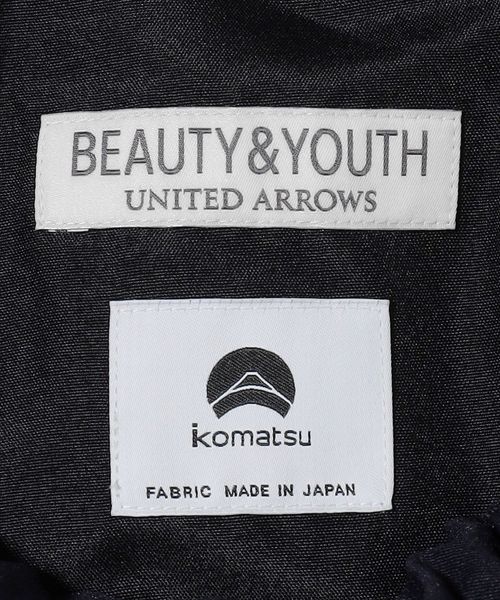 BEAUTY&YOUTH
UNITED ARROWS
komatsu
FABRIC MADE IN JAPAN